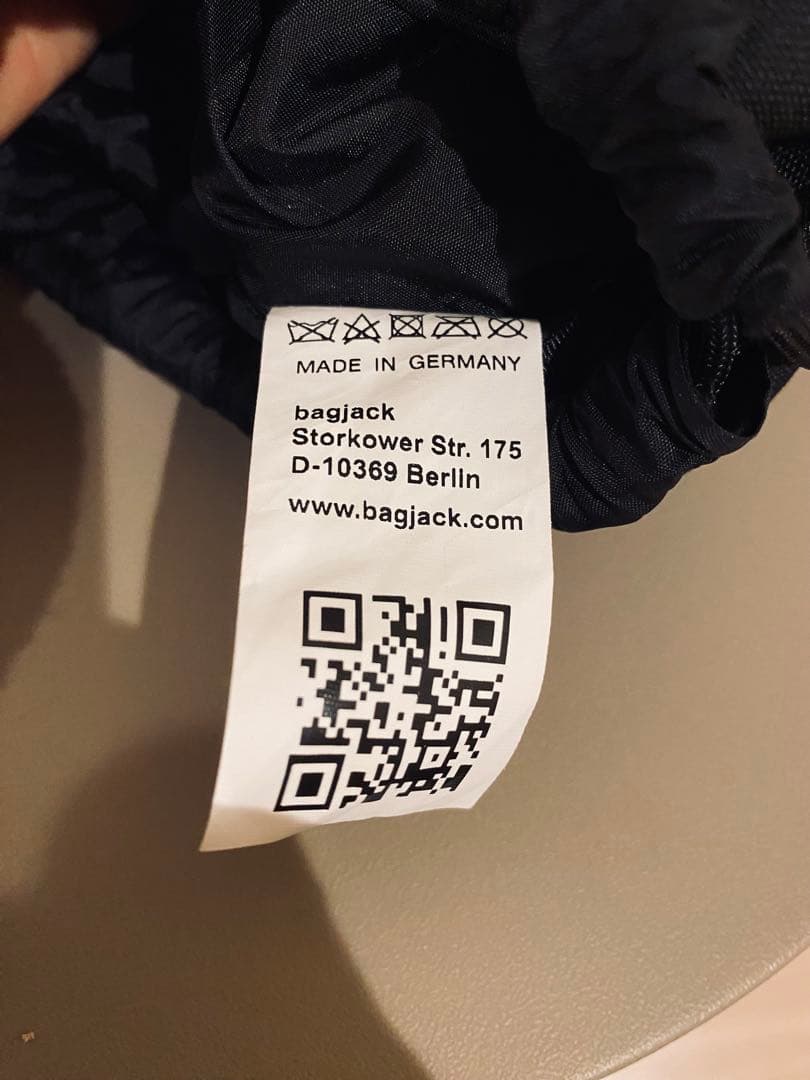 MADE IN GERMANY
bagjack
Storkower Str. 175
D-10369 Berlin
www.bagjack.com